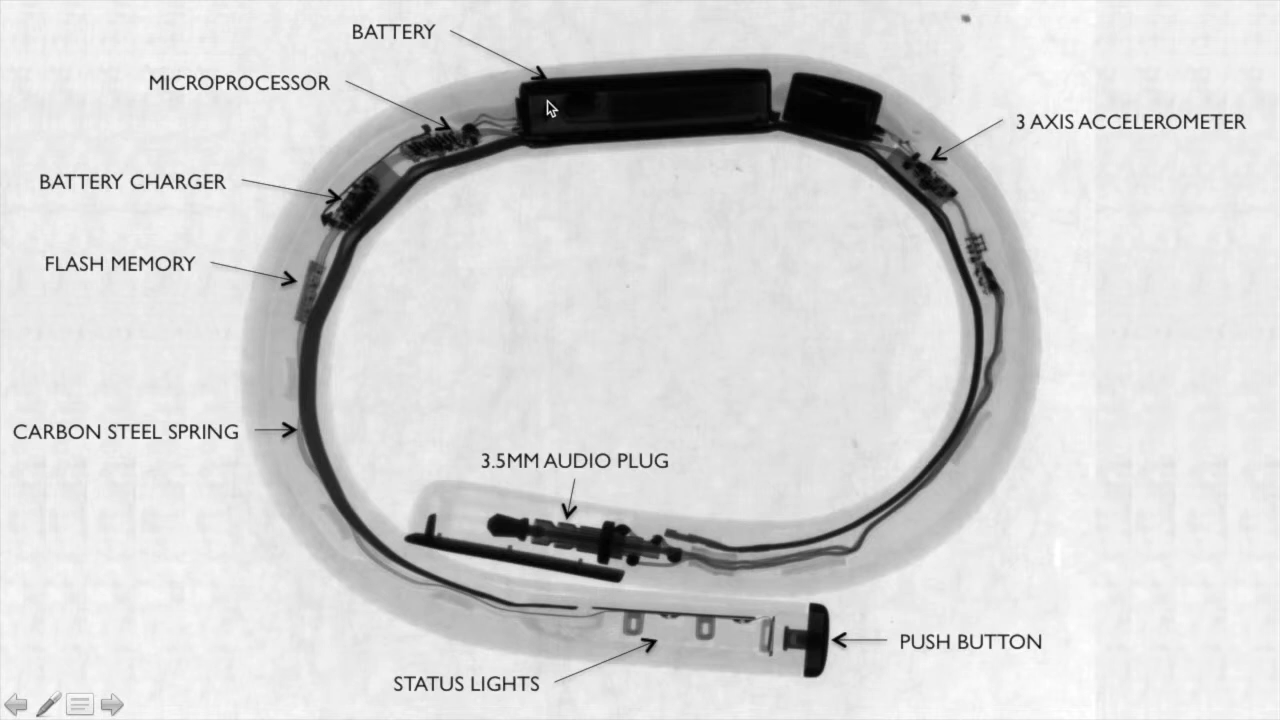 BATTERY
MICROPROCESSOR
3 AXIS ACCELEROMETER
BATTERY CHARGER
FLASH MEMORY
CARBON STEEL SPRING
3.5MM AUDIO PLUG
PUSH BUTTON
STATUS LIGHTS